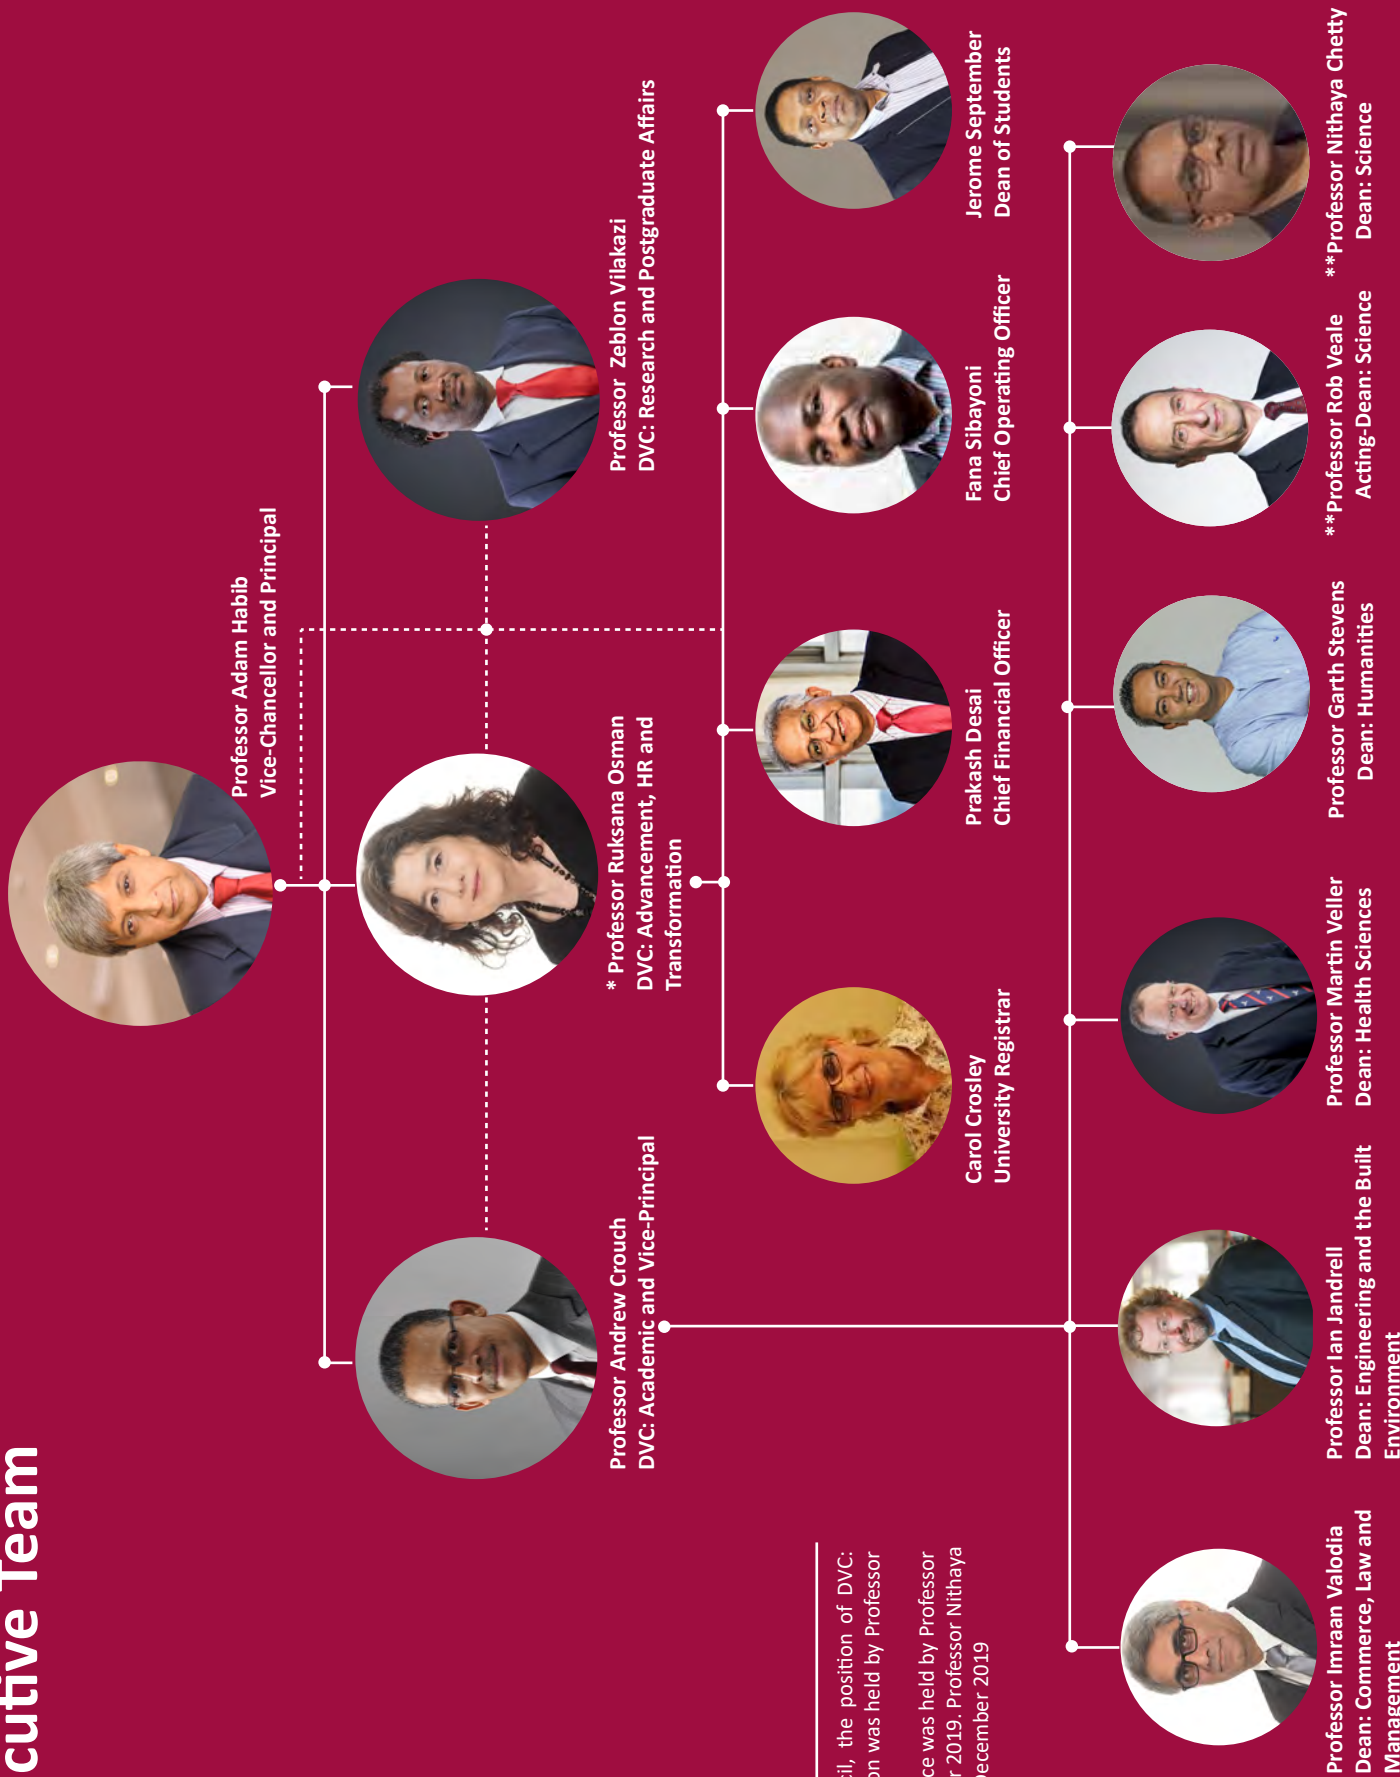 cutive Team
Professor Adam Habib
Vice-Chancellor and Principal
Professor Andrew Crouch
DVC: Academic and Vice-Principal
* Professor Ruksana Osman
DVC: Advancement, HR and
Transformation
Professor Zeblon Vilakazi
DVC: Research and Postgraduate Affairs
Carol Crosley
University Registrar
Prakash Desai
Chief Financial Officer
Fana Sibayoni
Chief Operating Officer
Jerome September
Dean of Students
cil, the position of DVC:
on was held by Professor
ce was held by Professor
r 2019. Professor Nithaya
December 2019
Professor Imraan Valodia
Dean: Commerce, Law and
Management
Professor Ian Jandrell
Dean: Engineering and the Built
Environment
Professor Martin Veller
Dean: Health Sciences
Professor Garth Stevens
Dean: Humanities
**Professor Rob Veale
Acting-Dean: Science
**Professor Nithaya Chetty
Dean: Science